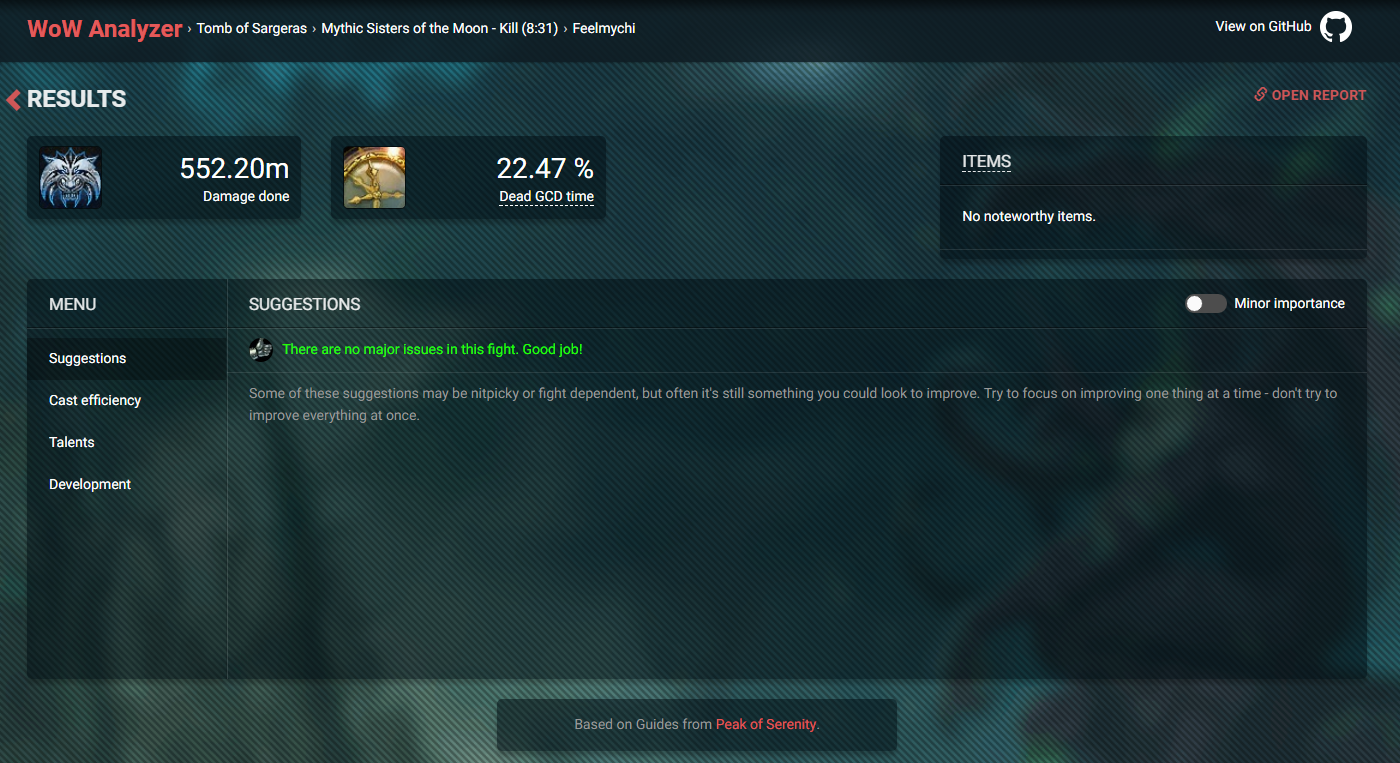 WoW Analyzer › Tomb of Sargeras › Mythic Sisters of the Moon - Kill (8:31) › Feelmychi
View on GitHub
RESULTS
OPEN REPORT
552.20m
Damage done
22.47 %
Dead GCD time
ITEMS
No noteworthy items.
MENU
Suggestions
Cast efficiency
Talents
Development
SUGGESTIONS
Minor importance
There are no major issues in this fight. Good job!
Some of these suggestions may be nitpicky or fight dependent, but often it's still something you could look to improve. Try to focus on improving one thing at a time - don't try to
improve everything at once.
Based on Guides from Peak of Serenity.